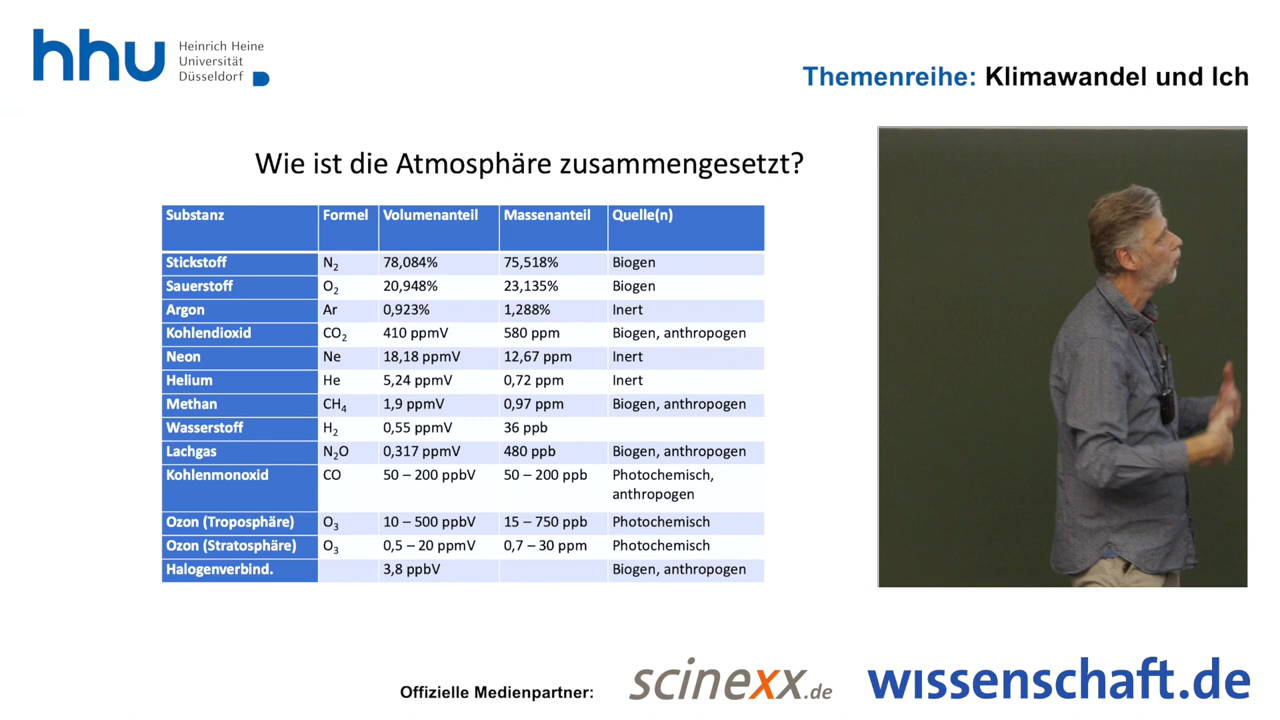 hhu Heinrich Heine
Universität
Düsseldorf
Themenreihe: Klimawandel und Ich
Wie ist die Atmosphäre zusammengesetzt?
Substanz Formel Volumenanteil Massenanteil Quelle(n)
Stickstoff N₂ 78,084% 75,518% Biogen
Sauerstoff O₂ 20,948% 23,135% Biogen
Argon Ar 0,923% 1,288% Inert
Kohlendioxid CO₂ 410 ppmV 580 ppm Biogen, anthropogen
Neon Ne 18,18 ppmV 12,67 ppm Inert
Helium He 5,24 ppmV 0,72 ppm Inert
Methan CH₄ 1,9 ppmV 0,97 ppm Biogen, anthropogen
Wasserstoff H₂ 0,55 ppmV 36 ppb
Lachgas N₂O 0,317 ppmV 480 ppb Biogen, anthropogen
Kohlenmonoxid CO 50 – 200 ppbV 50 – 200 ppb Photochemisch,
anthropogen
Ozon (Troposphäre) O₃ 10 – 500 ppbV 15 – 750 ppb Photochemisch
Ozon (Stratosphäre) O₃ 0,5 – 20 ppmV 0,7 – 30 ppm Photochemisch
Halogenverbind. 3,8 ppbV Biogen, anthropogen
Offizielle Medienpartner: scinexx.de wissenschaft.de